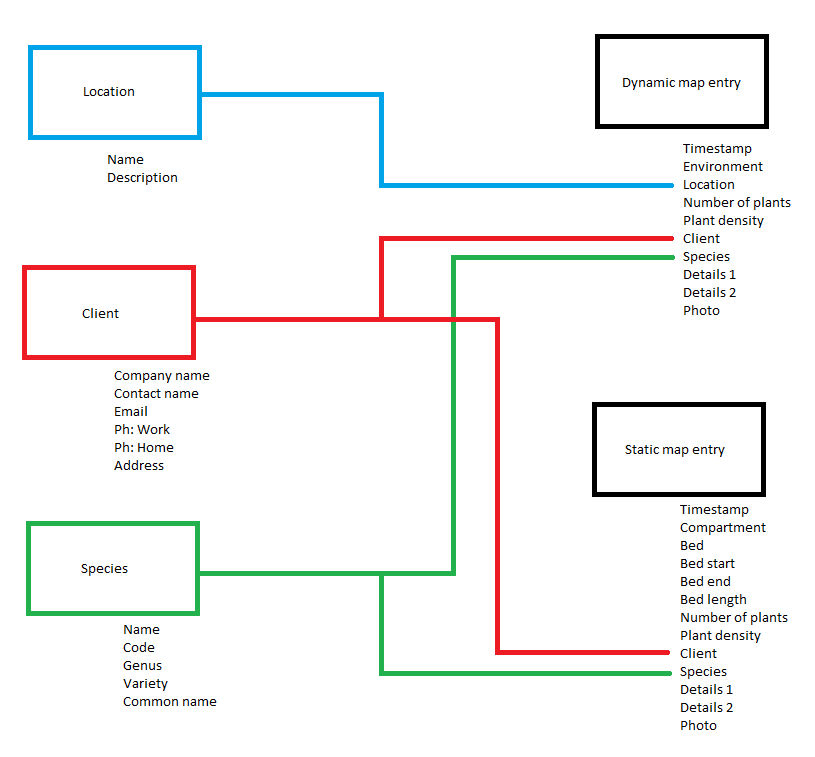 Location
Name
Description
Client
Company name
Contact name
Email
Ph: Work
Ph: Home
Address
Species
Name
Code
Genus
Variety
Common name
Dynamic map entry
Timestamp
Environment
Location
Number of plants
Plant density
Client
Species
Details 1
Details 2
Photo
Static map entry
Timestamp
Compartment
Bed
Bed start
Bed end
Bed length
Number of plants
Plant density
Client
Species
Details 1
Details 2
Photo